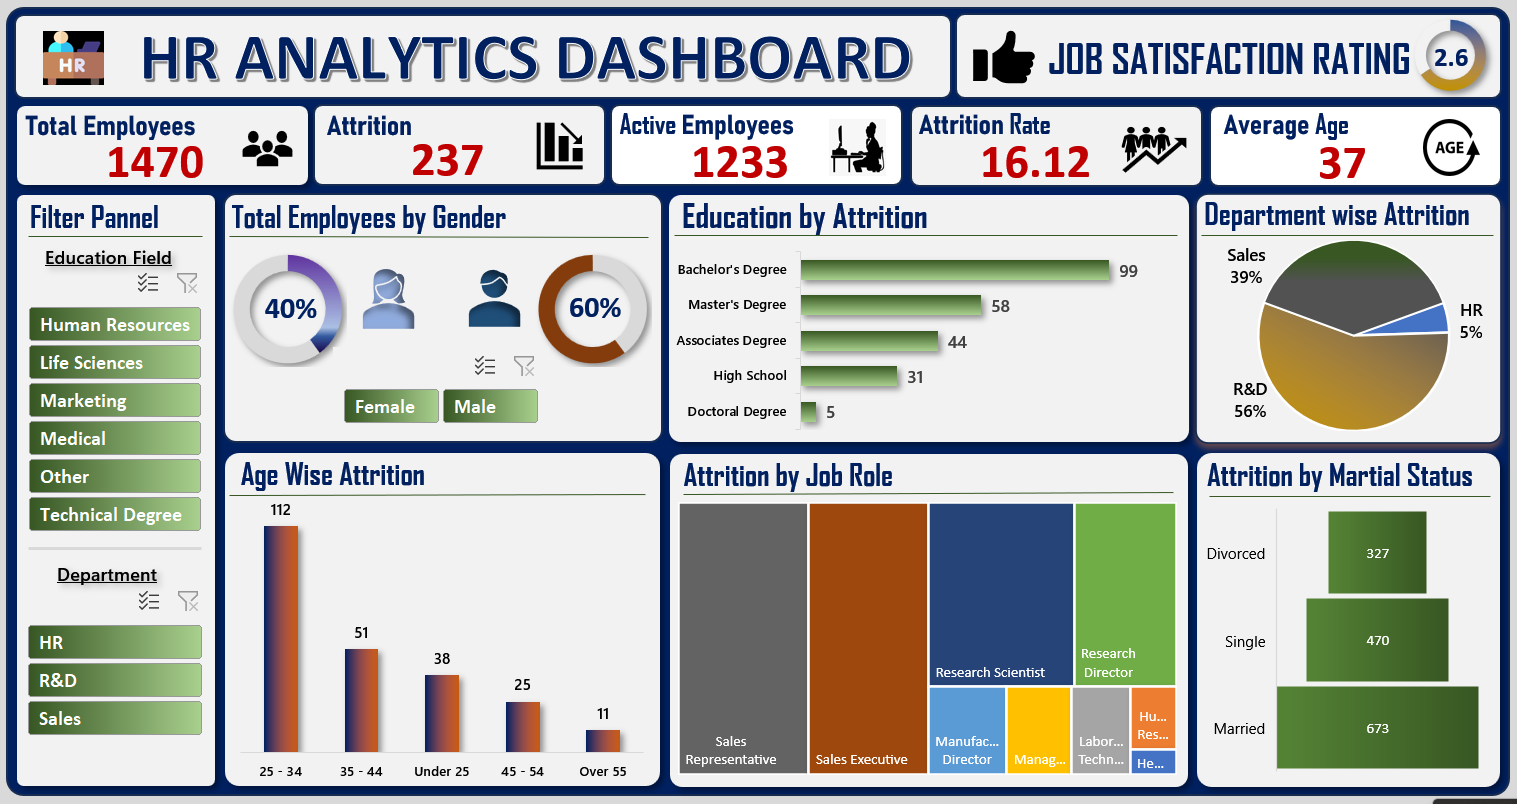 HR
HR ANALYTICS DASHBOARD
JOB SATISFACTION RATING
2.6
Total Employees
1470
Attrition
237
Active Employees
1233
Attrition Rate
16.12
Average Age
37
AGE
Filter Pannel
Education Field
Human Resources
Life Sciences
Marketing
Medical
Other
Technical Degree
Department
HR
R&D
Sales
Total Employees by Gender
40%
60%
Female
Male
Education by Attrition
Bachelor's Degree
99
Master's Degree
58
Associates Degree
44
High School
31
Doctoral Degree
5
Department wise Attrition
Sales
39%
HR
5%
R&D
56%
Age Wise Attrition
112
51
38
25
11
25 - 34
35 - 44
Under 25
45 - 54
Over 55
Attrition by Job Role
Sales
Representative
Sales Executive
Research Scientist
Research
Director
Manufac...
Director
Manag...
Labor...
Techn...
Hu...
Res...
He...
Attrition by Martial Status
Divorced
327
Single
470
Married
673